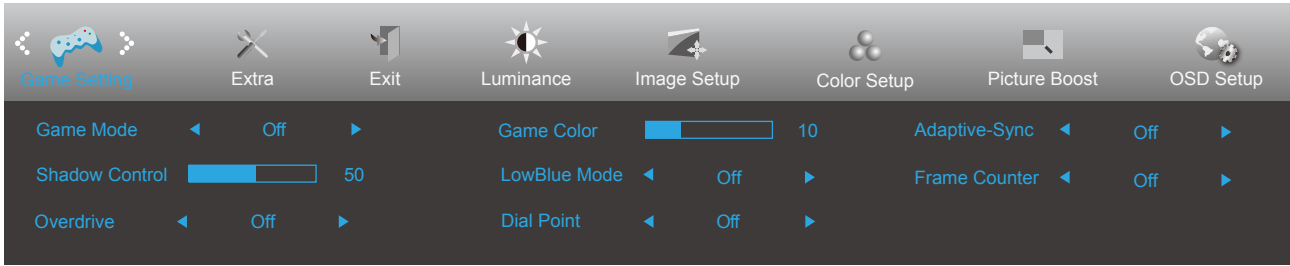 Game Setting Extra Exit Luminance Image Setup Color Setup Picture Boost OSD Setup
Game Mode Off Game Color 10 Adaptive-Sync Off
Shadow Control 50 LowBlue Mode Off Frame Counter Off
Overdrive Off Dial Point Off